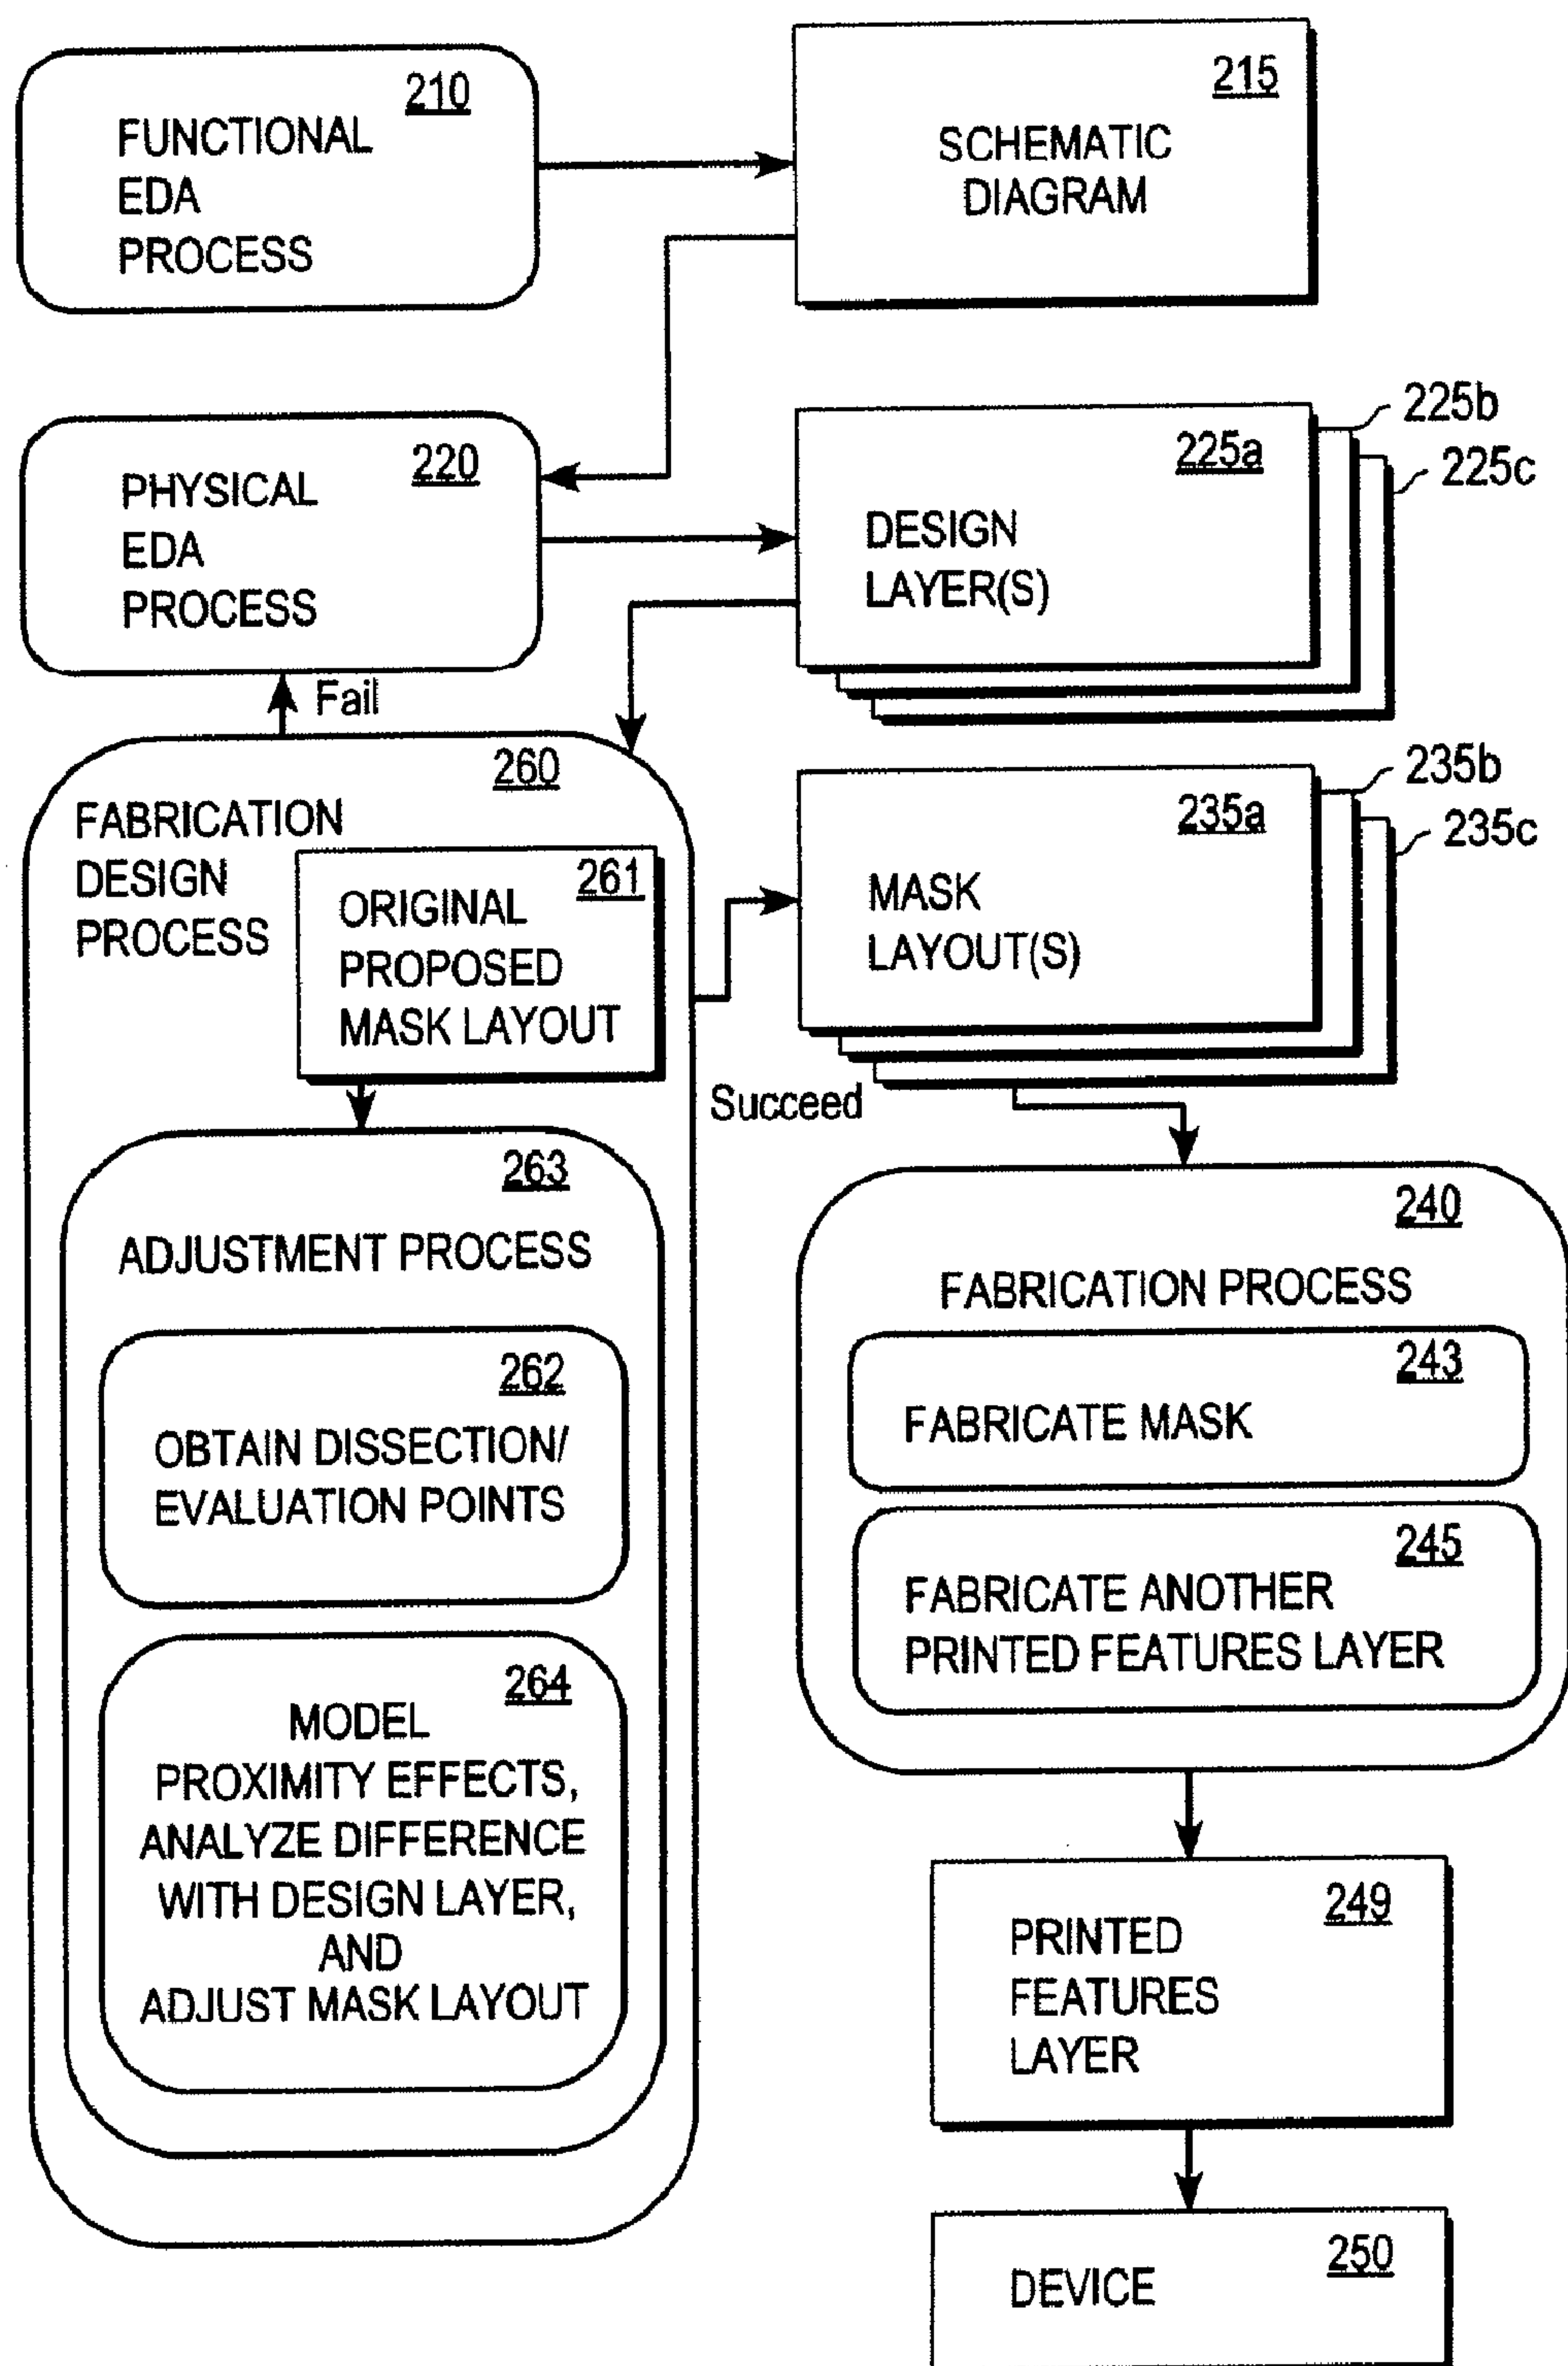 210
FUNCTIONAL
EDA
PROCESS
215
SCHEMATIC
DIAGRAM
220
PHYSICAL
EDA
PROCESS
225a
225b
225c
DESIGN
LAYER(S)
Fail
260
FABRICATION
DESIGN
PROCESS
261
ORIGINAL
PROPOSED
MASK LAYOUT
235a
235b
235c
MASK
LAYOUT(S)
Succeed
263
ADJUSTMENT PROCESS
262
OBTAIN DISSECTION/
EVALUATION POINTS
264
MODEL
PROXIMITY EFFECTS,
ANALYZE DIFFERENCE
WITH DESIGN LAYER,
AND
ADJUST MASK LAYOUT
240
FABRICATION PROCESS
243
FABRICATE MASK
245
FABRICATE ANOTHER
PRINTED FEATURES LAYER
249
PRINTED
FEATURES
LAYER
250
DEVICE